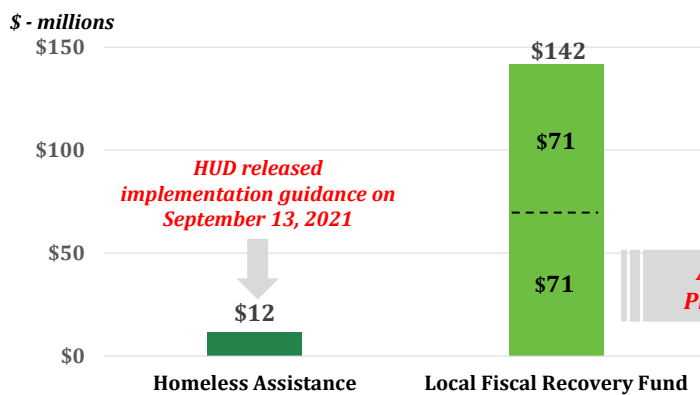 $ - millions
$150
$142
$100
$71
HUD released
implementation guidance on
September 13, 2021
$50
$71
$12
$0
Homeless Assistance
Local Fiscal Recovery Fund